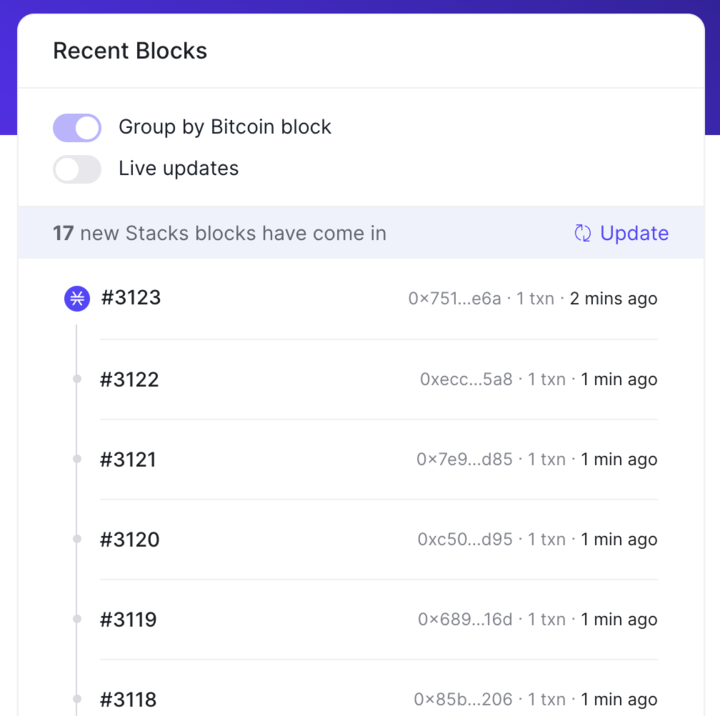 Recent Blocks
Group by Bitcoin block
Live updates
17 new Stacks blocks have come in Update
#3123 0×751...e6a · 1 txn · 2 mins ago
#3122 0xecc...5a8 · 1 txn · 1 min ago
#3121 0×7e9...d85 · 1 txn · 1 min ago
#3120 0xc50...d95 · 1 txn · 1 min ago
#3119 0×689...16d · 1 txn · 1 min ago
#3118 0×85b...206 · 1 txn · 1 min ago